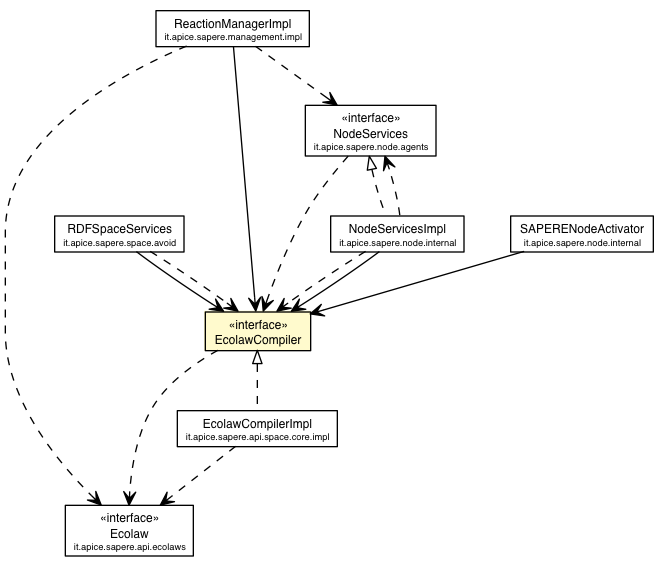 ReactionManagerImpl
it.apice.sapere.management.impl
«interface»
NodeServices
it.apice.sapere.node.agents
RDFSpaceServices
it.apice.sapere.space.avoid
NodeServicesImpl
it.apice.sapere.node.internal
SAPERENodeActivator
it.apice.sapere.node.internal
«interface»
EcolawCompiler
EcolawCompilerImpl
it.apice.sapere.api.space.core.impl
«interface»
Ecolaw
it.apice.sapere.api.ecolaws